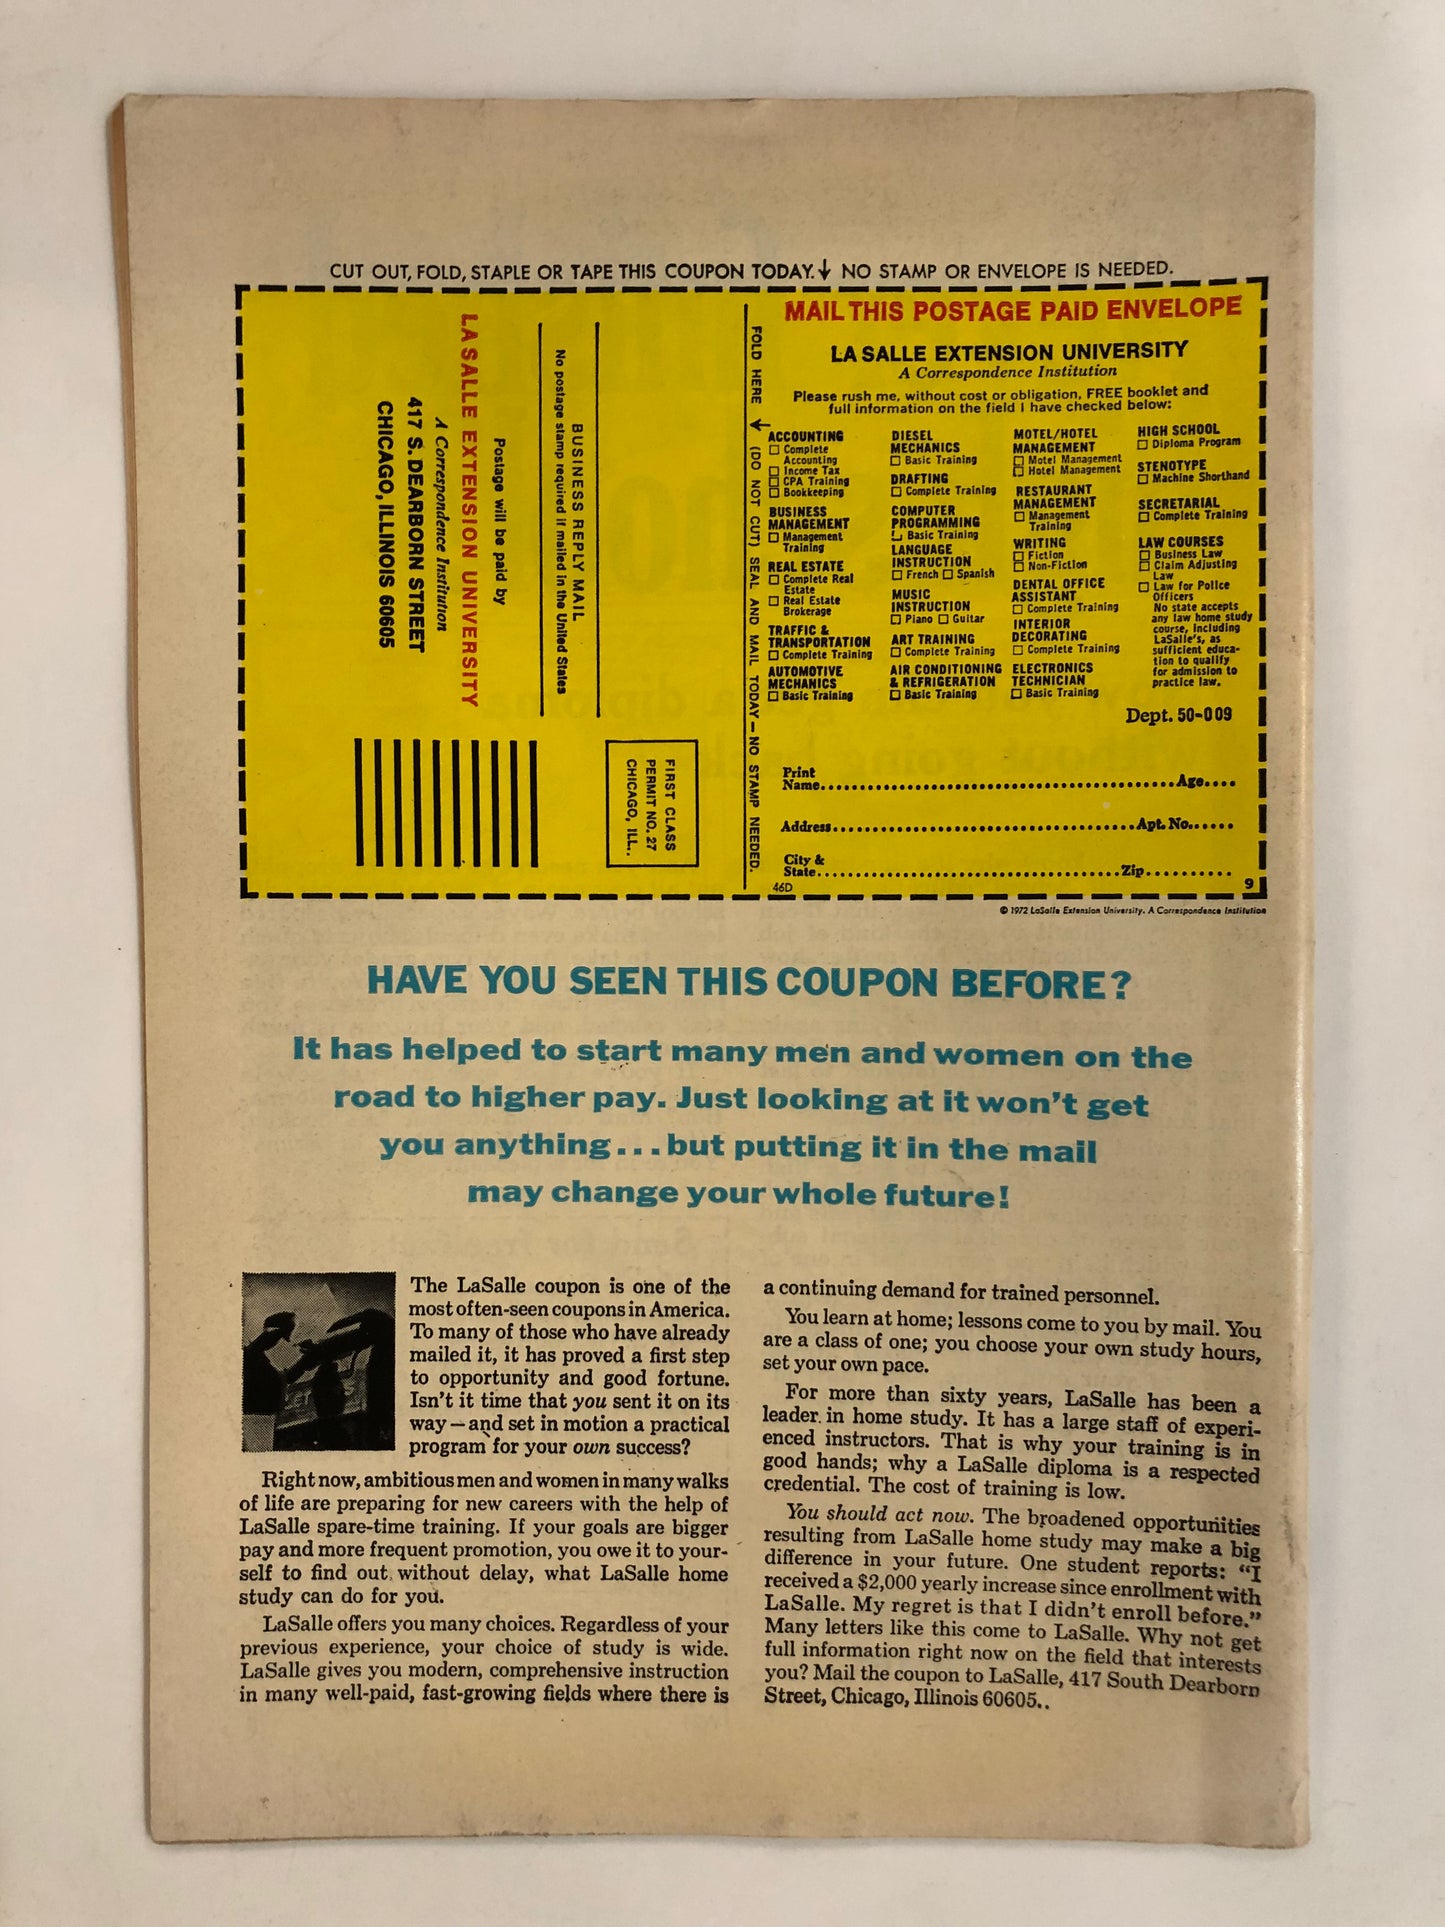 CUT OUT, FOLD, STAPLE OR TAPE THIS COUPON TODAY. ↓ NO STAMP OR ENVELOPE IS NEEDED.
FIRST CLASS
PERMIT NO. 27
CHICAGO, ILL..
BUSINESS REPLY MAIL
No postage stamp required if mailed in the United States
Postage will be paid by
LA SALLE EXTENSION UNIVERSITY
A Correspondence Institution
417 S. DEARBORN STREET
CHICAGO, ILLINOIS 60605
FOLD HERE ↓ (DO NOT CUT) SEAL AND MAIL TODAY — NO STAMP NEEDED.
MAIL THIS POSTAGE PAID ENVELOPE
LA SALLE EXTENSION UNIVERSITY
A Correspondence Institution
Please rush me, without cost or obligation, FREE booklet and
full information on the field I have checked below:
ACCOUNTING
☐ Complete
Accounting
☐ Income Tax
☐ CPA Training
☐ Bookkeeping
BUSINESS
MANAGEMENT
☐ Management
Training
REAL ESTATE
☐ Complete Real
Estate
☐ Real Estate
Brokerage
TRAFFIC &
TRANSPORTATION
☐ Complete Training
AUTOMOTIVE
MECHANICS
☐ Basic Training
DIESEL
MECHANICS
☐ Basic Training
DRAFTING
☐ Complete Training
COMPUTER
PROGRAMMING
☐ Basic Training
LANGUAGE
INSTRUCTION
☐ French ☐ Spanish
MUSIC
INSTRUCTION
☐ Piano ☐ Guitar
ART TRAINING
☐ Complete Training
AIR CONDITIONING
& REFRIGERATION
☐ Basic Training
MOTEL/HOTEL
MANAGEMENT
☐ Motel Management
☐ Hotel Management
RESTAURANT
MANAGEMENT
☐ Management
Training
WRITING
☐ Fiction
☐ Non-Fiction
DENTAL OFFICE
ASSISTANT
☐ Complete Training
INTERIOR
DECORATING
☐ Complete Training
ELECTRONICS
TECHNICIAN
☐ Basic Training
HIGH SCHOOL
☐ Diploma Program
STENOTYPE
☐ Machine Shorthand
SECRETARIAL
☐ Complete Training
LAW COURSES
☐ Business Law
☐ Claim Adjusting
Law
☐ Law for Police
Officers
No state accepts
any law home study
course, including
LaSalle's, as
sufficient educa-
tion to qualify
for admission to
practice law.
Dept. 50-009
Print
Name........Age....
Address........Apt. No......
City &
State........Zip..........
46D 9
© 1972 LaSalle Extension University. A Correspondence Institution
HAVE YOU SEEN THIS COUPON BEFORE?
It has helped to start many men and women on the
road to higher pay. Just looking at it won't get
you anything...but putting it in the mail
may change your whole future!
The LaSalle coupon is one of the
most often-seen coupons in America.
To many of those who have already
mailed it, it has proved a first step
to opportunity and good fortune.
Isn't it time that you sent it on its
way—and set in motion a practical
program for your own success?
Right now, ambitious men and women in many walks
of life are preparing for new careers with the help of
LaSalle spare-time training. If your goals are bigger
pay and more frequent promotion, you owe it to your-
self to find out without delay, what LaSalle home
study can do for you.
LaSalle offers you many choices. Regardless of your
previous experience, your choice of study is wide.
LaSalle gives you modern, comprehensive instruction
in many well-paid, fast-growing fields where there is
a continuing demand for trained personnel.
You learn at home; lessons come to you by mail. You
are a class of one; you choose your own study hours,
set your own pace.
For more than sixty years, LaSalle has been a
leader in home study. It has a large staff of experi-
enced instructors. That is why your training is in
good hands; why a LaSalle diploma is a respected
credential. The cost of training is low.
You should act now. The broadened opportunities
resulting from LaSalle home study may make a big
difference in your future. One student reports: "I
received a $2,000 yearly increase since enrollment with
LaSalle. My regret is that I didn't enroll before."
Many letters like this come to LaSalle. Why not get
full information right now on the field that interests
you? Mail the coupon to LaSalle, 417 South Dearborn
Street, Chicago, Illinois 60605..